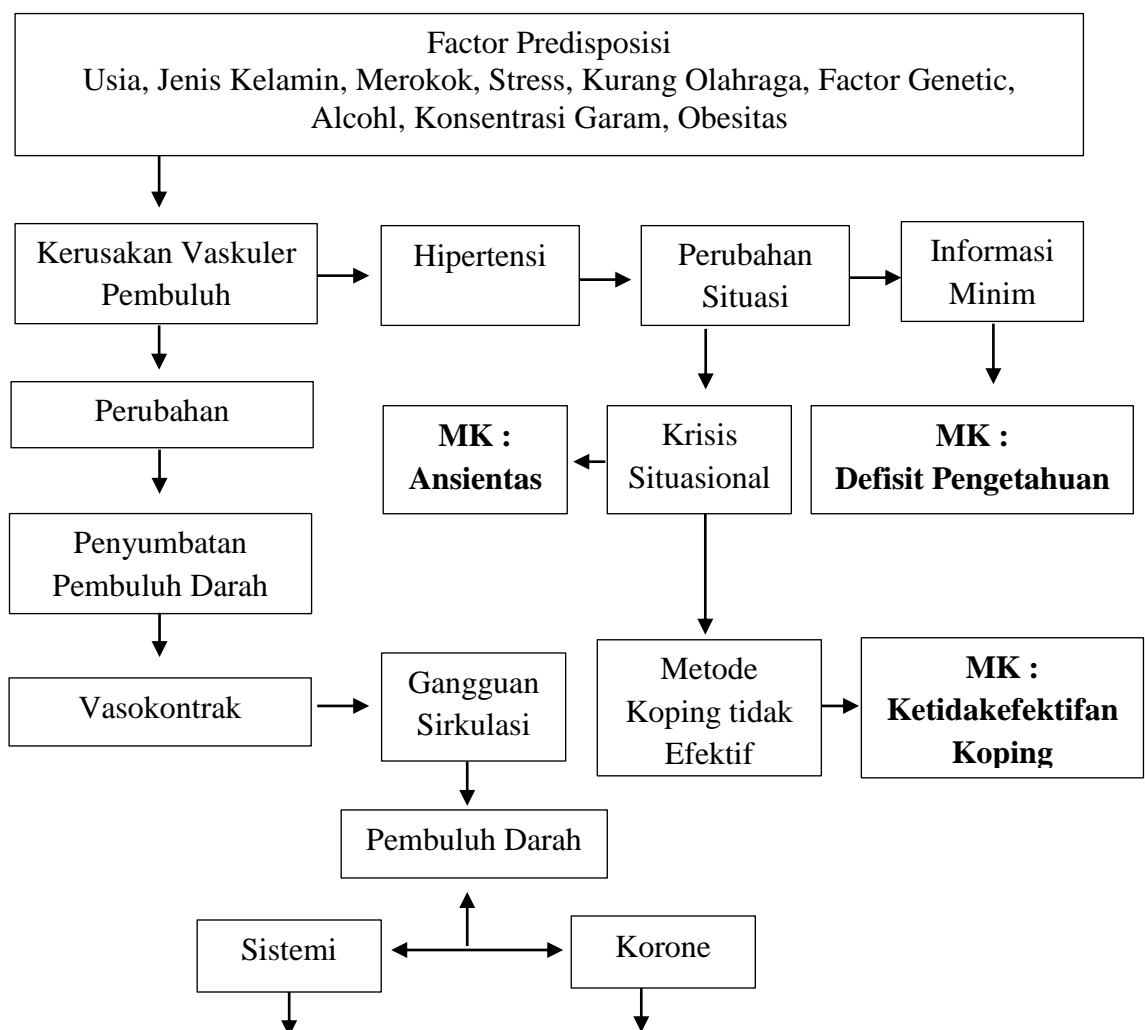 Factor Predisposisi
Usia, Jenis Kelamin, Merokok, Stress, Kurang Olahraga, Factor Genetic,
Alcohl, Konsentrasi Garam, Obesitas
Kerusakan Vaskuler
Pembuluh
Hipertensi
Perubahan
Situasi
Informasi
Minim
Perubahan
MK :
Ansientas
Krisis
Situasional
MK :
Defisit Pengetahuan
Penyumbatan
Pembuluh Darah
Vasokontrak
Gangguan
Sirkulasi
Metode
Koping tidak
Efektif
MK :
Ketidakefektifan
Koping
Pembuluh Darah
Sistemi
Korone